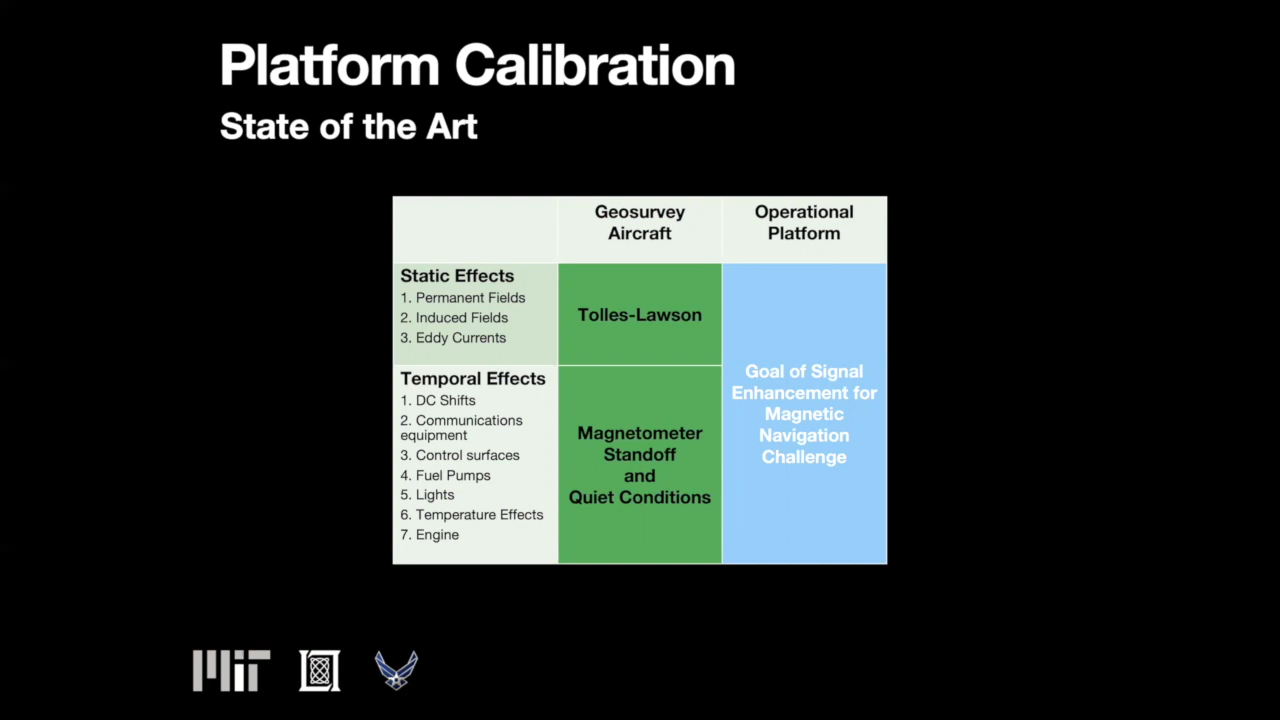 Platform Calibration
State of the Art
Geosurvey
Aircraft
Operational
Platform
Static Effects
1. Permanent Fields
2. Induced Fields
3. Eddy Currents
Tolles-Lawson
Temporal Effects
1. DC Shifts
2. Communications
equipment
3. Control surfaces
4. Fuel Pumps
5. Lights
6. Temperature Effects
7. Engine
Magnetometer
Standoff
and
Quiet Conditions
Goal of Signal
Enhancement for
Magnetic
Navigation
Challenge
MIT